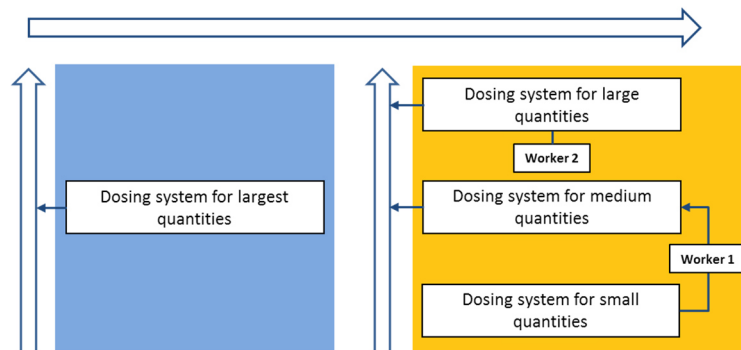 Dosing system for large
quantities
Worker 2
Dosing system for largest
quantities
Dosing system for medium
quantities
Worker 1
Dosing system for small
quantities